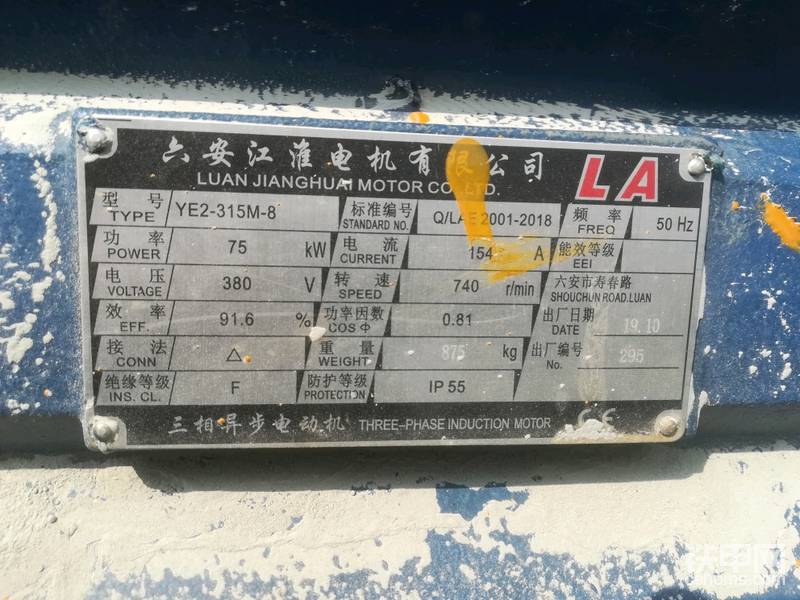 六安江淮电机有限公司 LA
LUAN JIANGHUAI MOTOR CO., LTD.
型号 TYPE YE2-315M-8 标准编号 STANDARD NO. Q/LAE 2001-2018 频率 FREQ 50 Hz
功率 POWER 75 kW 电流 CURRENT 154 A 能效等级 EEI
电压 VOLTAGE 380 V 转速 SPEED 740 r/min 六安市寿春路 SHOUCHUN ROAD.LUAN
效率 EFF. 91.6 % 功率因数 COS Φ 0.81 出厂日期 DATE 19.10
接法 CONN △ 重量 WEIGHT 875 kg 出厂编号 No. 295
绝缘等级 INS. CL. F 防护等级 PROTECTION IP 55
三相异步电动机 THREE-PHASE INDUCTION MOTOR CE
铁甲网